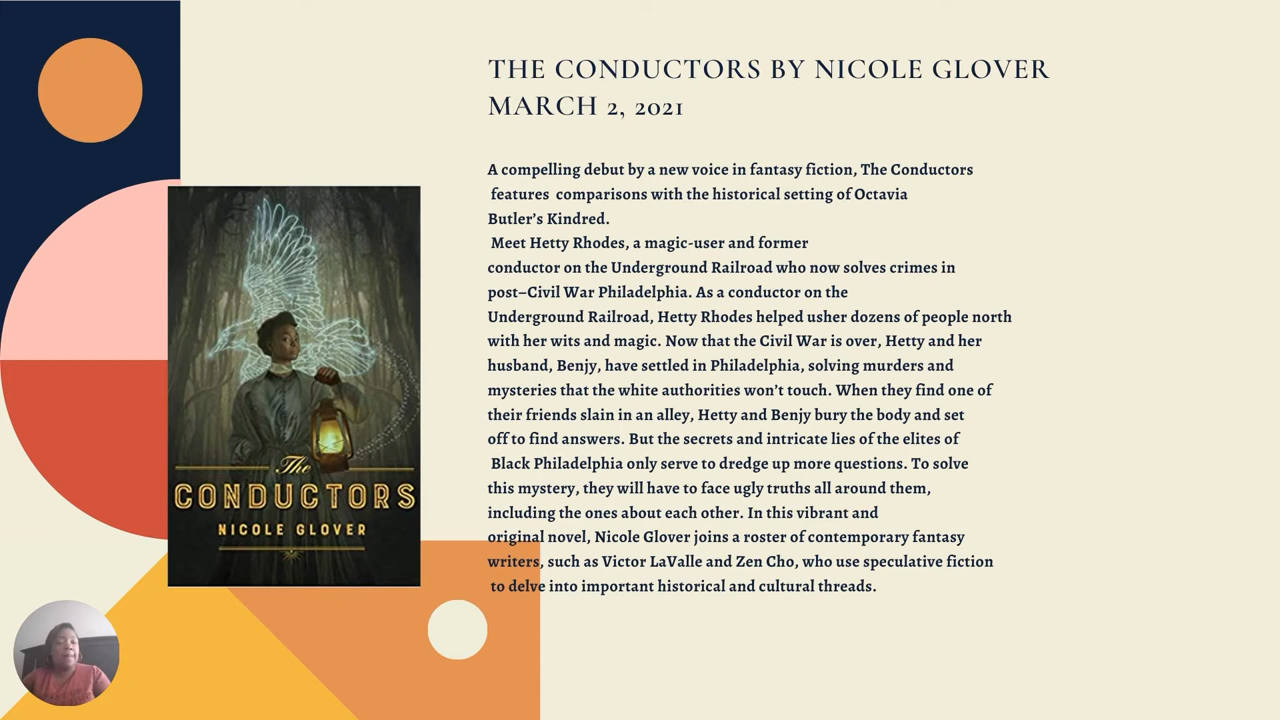 THE CONDUCTORS BY NICOLE GLOVER
MARCH 2, 2021
A compelling debut by a new voice in fantasy fiction, The Conductors
features comparisons with the historical setting of Octavia
Butler's Kindred.
Meet Hetty Rhodes, a magic-user and former
conductor on the Underground Railroad who now solves crimes in
post–Civil War Philadelphia. As a conductor on the
Underground Railroad, Hetty Rhodes helped usher dozens of people north
with her wits and magic. Now that the Civil War is over, Hetty and her
husband, Benjy, have settled in Philadelphia, solving murders and
mysteries that the white authorities won't touch. When they find one of
their friends slain in an alley, Hetty and Benjy bury the body and set
off to find answers. But the secrets and intricate lies of the elites of
Black Philadelphia only serve to dredge up more questions. To solve
this mystery, they will have to face ugly truths all around them,
including the ones about each other. In this vibrant and
original novel, Nicole Glover joins a roster of contemporary fantasy
writers, such as Victor LaValle and Zen Cho, who use speculative fiction
to delve into important historical and cultural threads.
The
CONDUCTORS
NICOLE GLOVER